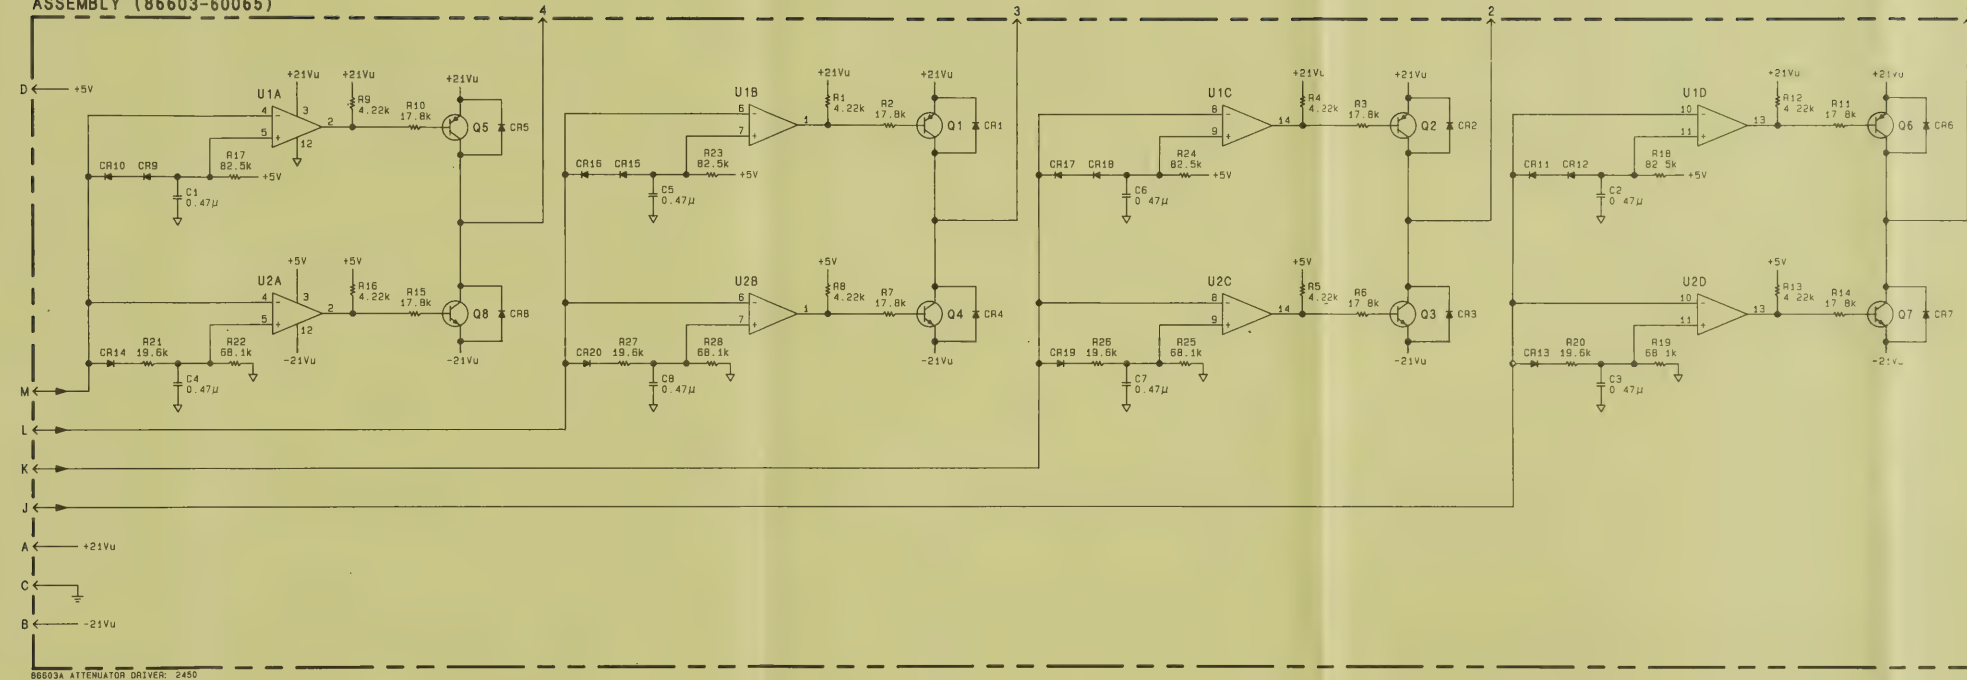 ASSEMBLY (86603-60065)
4 3 2
D +5V
+21Vu +21Vu +21Vu +21Vu +21Vu +21Vu +21Vu +21Vu +21Vu +21Vu
U1A R9 4.22k R10 17.8k Q5 CR5
4 - 3 2 5 + 12
CR10 CR9 R17 82.5k +5V
C1 0.47µ
U1B R1 4.22k R2 17.8k Q1 CR1
6 - 1 7 +
CR16 CR15 R23 82.5k +5V
C5 0.47µ
U1C R4 4.22k R3 17.8k Q2 CR2
8 - 14 9 +
CR17 CR18 R24 82.5k +5V
C6 0.47µ
U1D R12 4.22k R11 17.8k Q6 CR6
10 - 13 11 +
CR11 CR12 R18 82.5k +5V
C2 0.47µ
U2A +5V +5V R16 4.22k R15 17.8k Q8 CR8
4 - 3 2 5 + 12
-21Vu -21Vu
CR14 R21 19.6k R22 68.1k
C4 0.47µ
U2B +5V R8 4.22k R7 17.8k Q4 CR4
6 - 1 7 +
-21Vu
CR20 R27 19.6k R28 68.1k
C8 0.47µ
U2C +5V R5 4.22k R6 17.8k Q3 CR3
8 - 14 9 +
-21Vu
CR19 R26 19.6k R25 68.1k
C7 0.47µ
U2D +5V R13 4.22k R14 17.8k Q7 CR7
10 - 13 11 +
-21Vu
CR13 R20 19.6k R19 68.1k
C3 0.47µ
M
L
K
J
A +21Vu
C
B -21Vu
86603A ATTENUATOR DRIVER: 2450